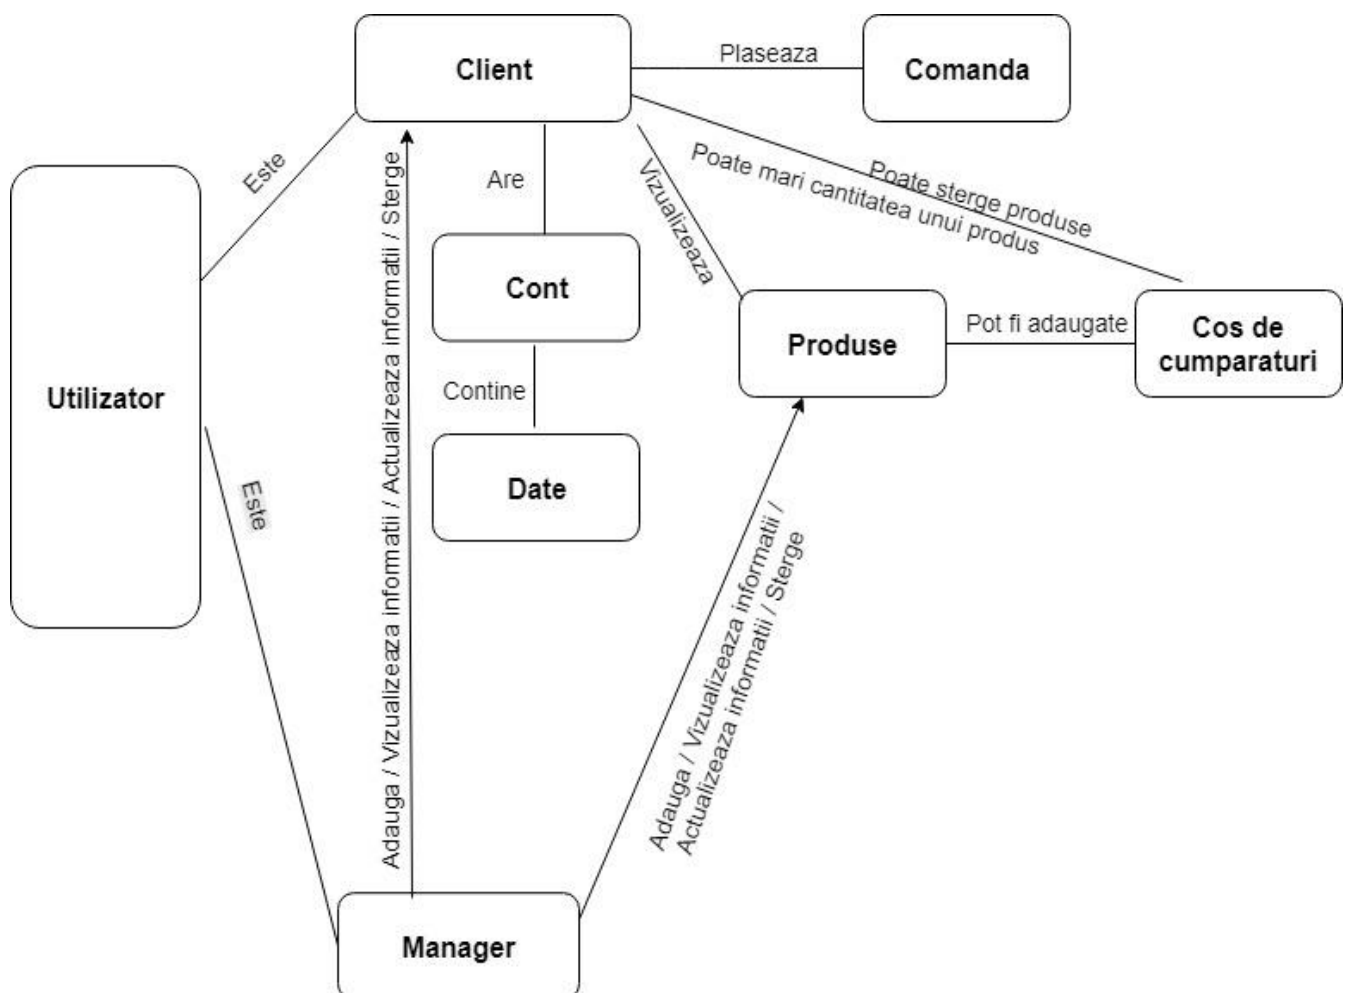 Client
Plaseaza
Comanda
Este
Are
Vizualizeaza
Poate sterge produse
Poate mari cantitatea unui produs
Adauga / Vizualizeaza informatii / Actualizeaza informatii / Sterge
Cont
Produse
Pot fi adaugate
Cos de
cumparaturi
Utilizator
Contine
Date
Este
Adauga / Vizualizeaza informatii /
Actualizeaza informatii / Sterge
Manager